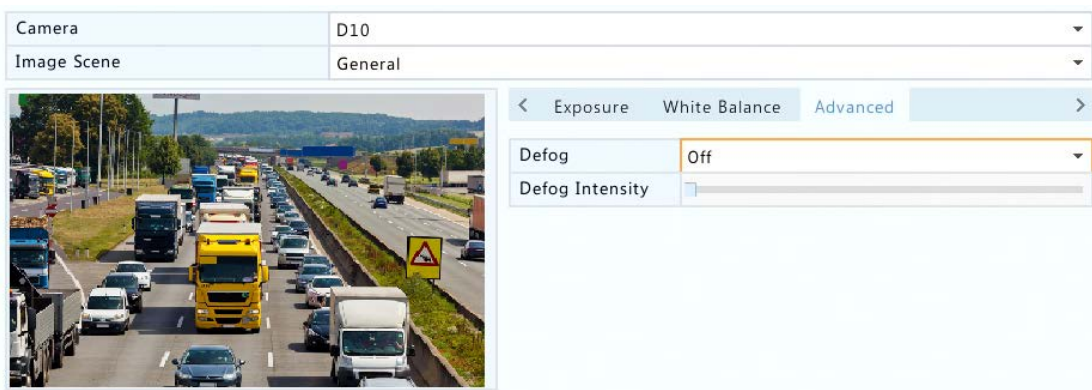 Camera D10
Image Scene General
< Exposure White Balance Advanced >
Defog Off
Defog Intensity